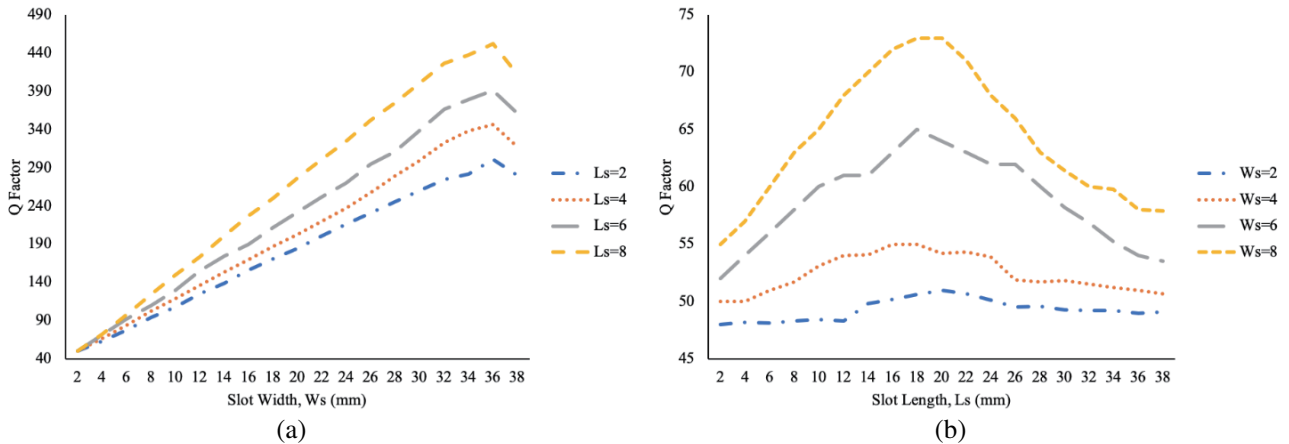 490
440
390
340
290
240
190
140
90
40
Q Factor
2 4 6 8 10 12 14 16 18 20 22 24 26 28 30 32 34 36 38
Slot Width, Ws (mm)
Ls=2
Ls=4
Ls=6
Ls=8
(a)
75
70
65
60
55
50
45
Q Factor
2 4 6 8 10 12 14 16 18 20 22 24 26 28 30 32 34 36 38
Slot Length, Ls (mm)
Ws=2
Ws=4
Ws=6
Ws=8
(b)